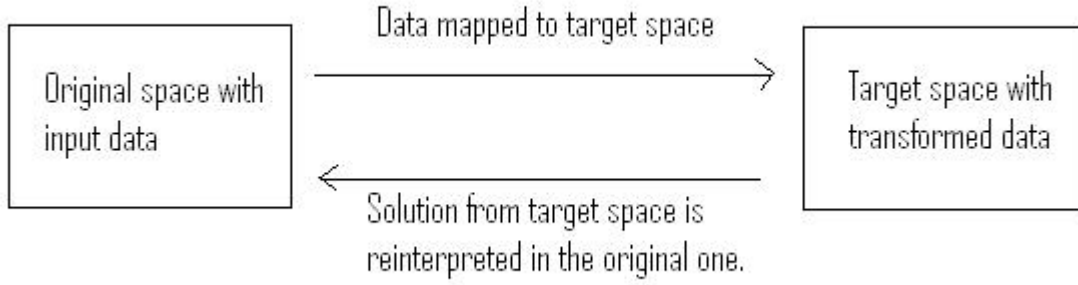 Data mapped to target space
Original space with
input data
Target space with
transformed data
Solution from target space is
reinterpreted in the original one.